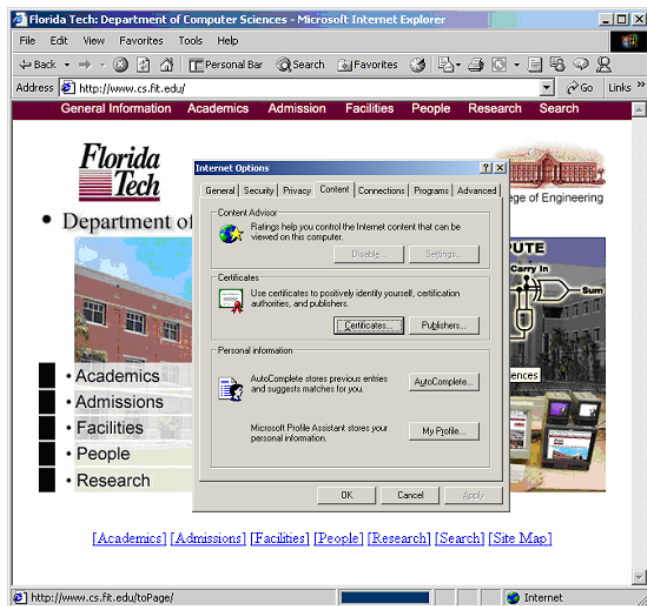 Florida Tech: Department of Computer Sciences - Microsoft Internet Explorer
File Edit View Favorites Tools Help
Back Personal Bar Search Favorites Go
Address http://www.cs.fit.edu/ Go Links »
General Information Academics Admission Facilities People Research Search
Florida
Tech
ge of Engineering
• Department of
UTE
Carry In
Sum
ences
• Academics
• Admissions
• Facilities
• People
• Research
Internet Options
General Security Privacy Content Connections Programs Advanced
Content Advisor
Ratings help you control the Internet content that can be
viewed on this computer.
Disable... Settings...
Certificates
Use certificates to positively identify yourself, certification
authorities, and publishers.
Certificates... Publishers...
Personal information
AutoComplete stores previous entries
and suggests matches for you.
AutoComplete...
Microsoft Profile Assistant stores your
personal information.
My Profile...
OK Cancel Apply
[Academics] [Admissions] [Facilities] [People] [Research] [Search] [Site Map]
http://www.cs.fit.edu/toPage/ Internet